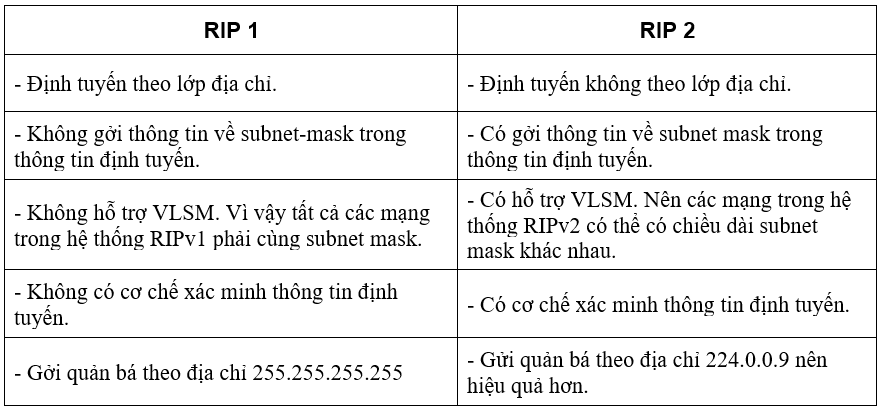 RIP 1
RIP 2
- Định tuyến theo lớp địa chỉ.
- Định tuyến không theo lớp địa chỉ.
- Không gởi thông tin về subnet-mask trong
thông tin định tuyến.
- Có gởi thông tin về subnet mask trong
thông tin định tuyến.
- Không hỗ trợ VLSM. Vì vậy tất cả các mạng
trong hệ thống RIPv1 phải cùng subnet mask.
- Có hỗ trợ VLSM. Nên các mạng trong hệ
thống RIPv2 có thể có chiều dài subnet
mask khác nhau.
- Không có cơ chế xác minh thông tin định
tuyến.
- Có cơ chế xác minh thông tin định tuyến.
- Gởi quản bá theo địa chỉ 255.255.255.255
- Gửi quản bá theo địa chỉ 224.0.0.9 nên
hiệu quả hơn.